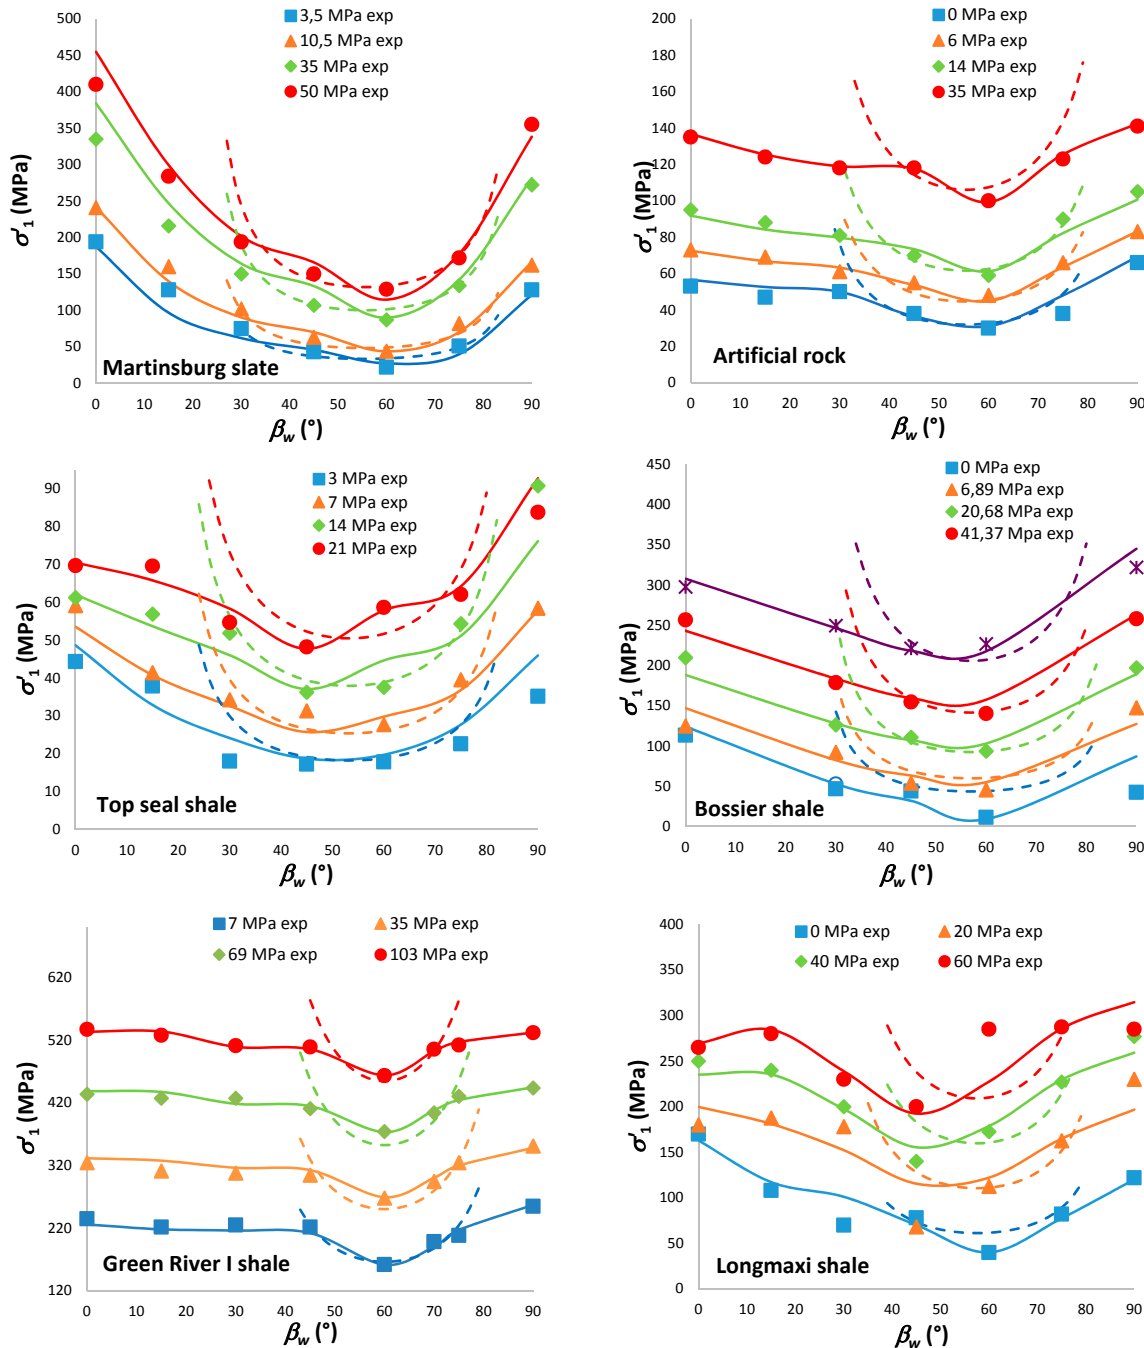 3,5 MPa exp
10,5 MPa exp
35 MPa exp
50 MPa exp
500
450
400
350
300
250
200
150
100
50
0
σ'₁ (MPa)
Martinsburg slate
0 10 20 30 40 50 60 70 80 90
β_w (°)
0 MPa exp
6 MPa exp
14 MPa exp
35 MPa exp
200
180
160
140
120
100
80
60
40
20
0
σ'₁ (MPa)
Artificial rock
0 10 20 30 40 50 60 70 80 90
β_w (°)
3 MPa exp
7 MPa exp
14 MPa exp
21 MPa exp
90
80
70
60
50
40
30
20
10
0
σ'₁ (MPa)
Top seal shale
0 10 20 30 40 50 60 70 80 90
β_w (°)
0 MPa exp
6,89 MPa exp
20,68 MPa exp
41,37 Mpa exp
450
400
350
300
250
200
150
100
50
0
σ'₁ (MPa)
Bossier shale
0 10 20 30 40 50 60 70 80 90
β_w (°)
7 MPa exp 35 MPa exp
69 MPa exp 103 MPa exp
620
520
420
320
220
120
σ'₁ (MPa)
Green River I shale
0 10 20 30 40 50 60 70 80 90
β_w (°)
0 MPa exp 20 MPa exp
40 MPa exp 60 MPa exp
400
350
300
250
200
150
100
50
0
σ'₁ (MPa)
Longmaxi shale
0 10 20 30 40 50 60 70 80 90
β_w (°)